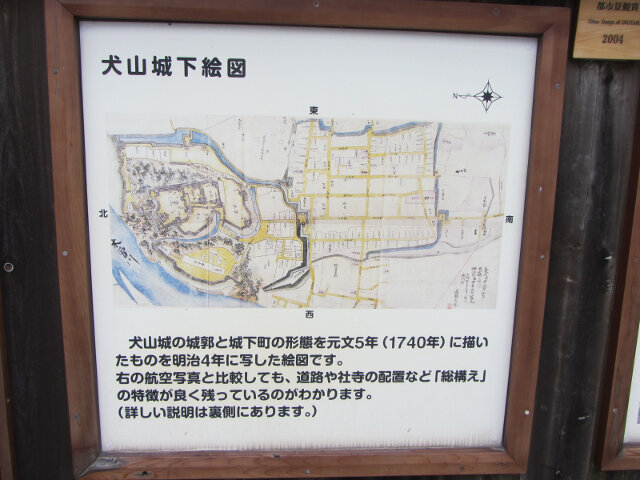 都市景観賞
2004
犬山城下絵図
N
東
北
南
西
犬山城の城郭と城下町の形態を元文5年(1740年)に描い
たものを明治4年に写した絵図です。
右の航空写真と比較しても、道路や社寺の配置など「総構え」
の特徴が良く残っているのがわかります。
(詳しい説明は裏側にあります。)